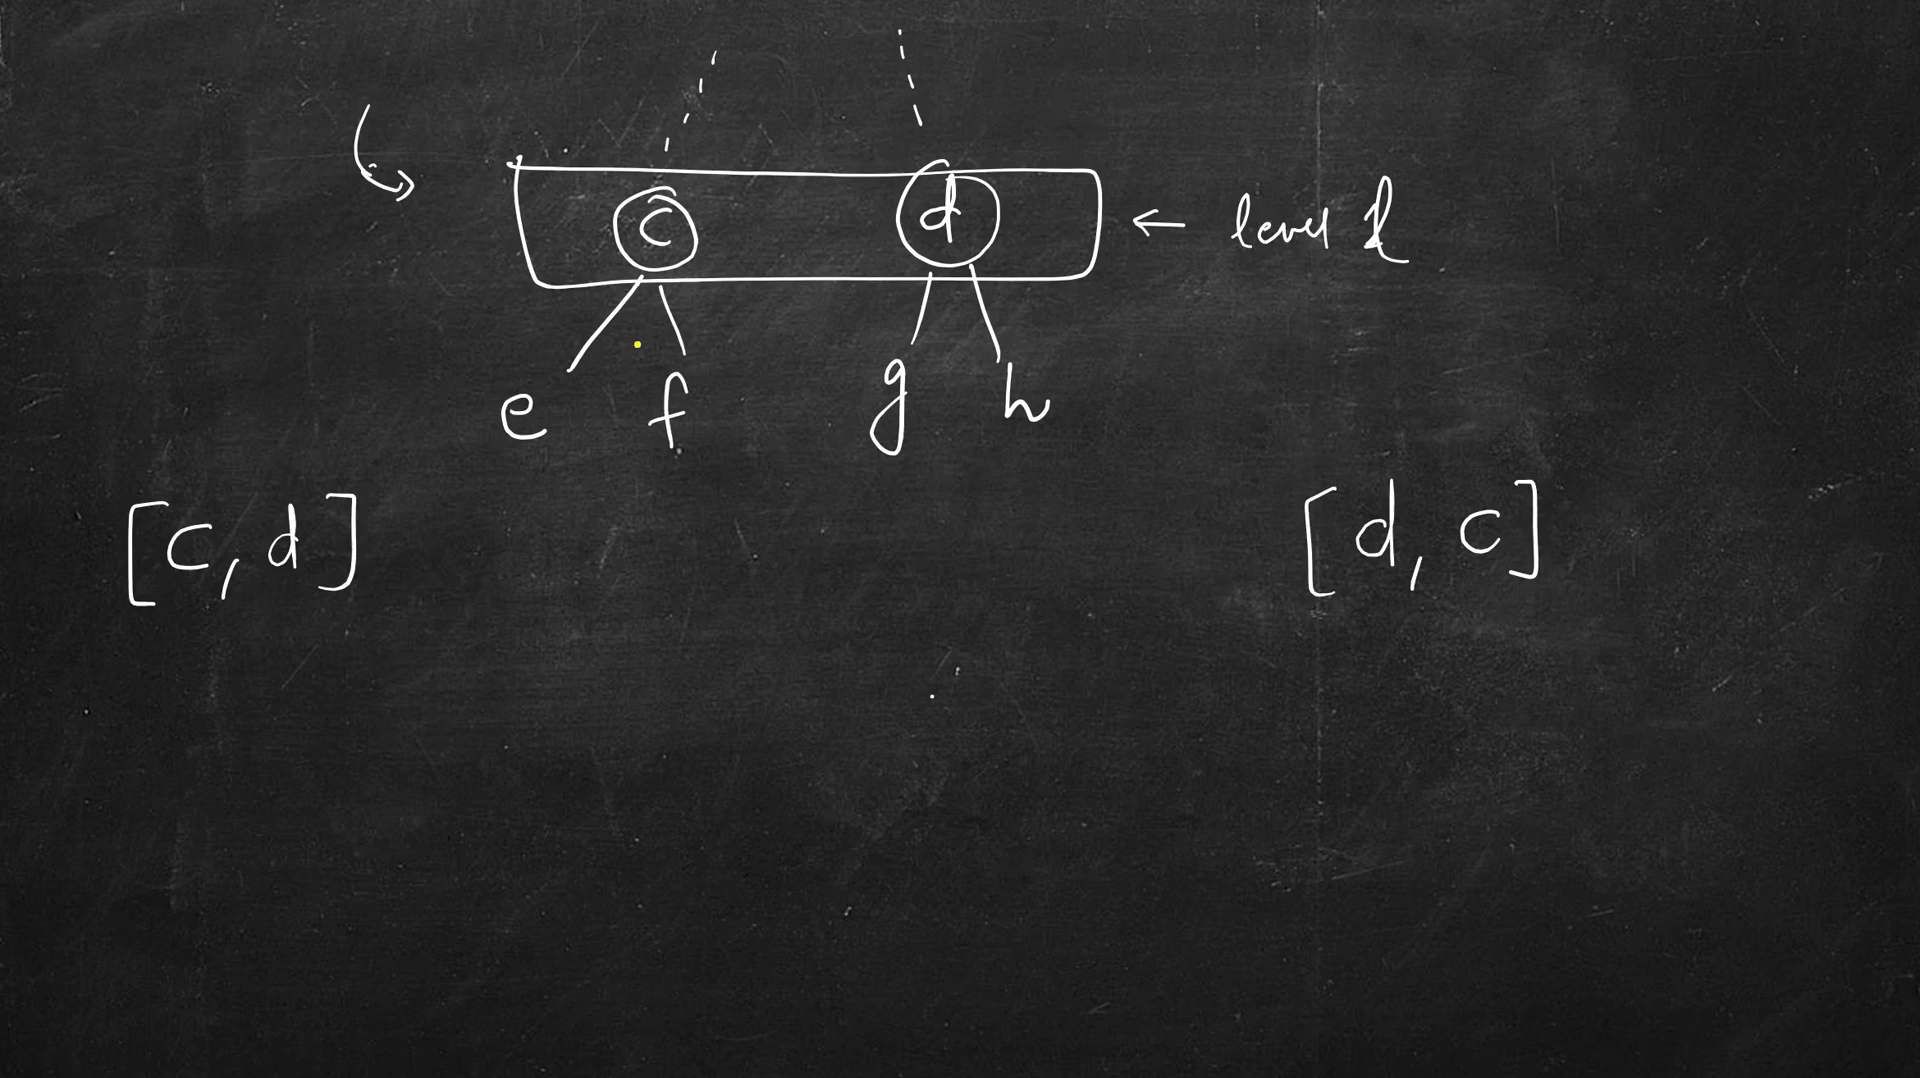 c d ← level
e f g h
[c, d] [d, c]